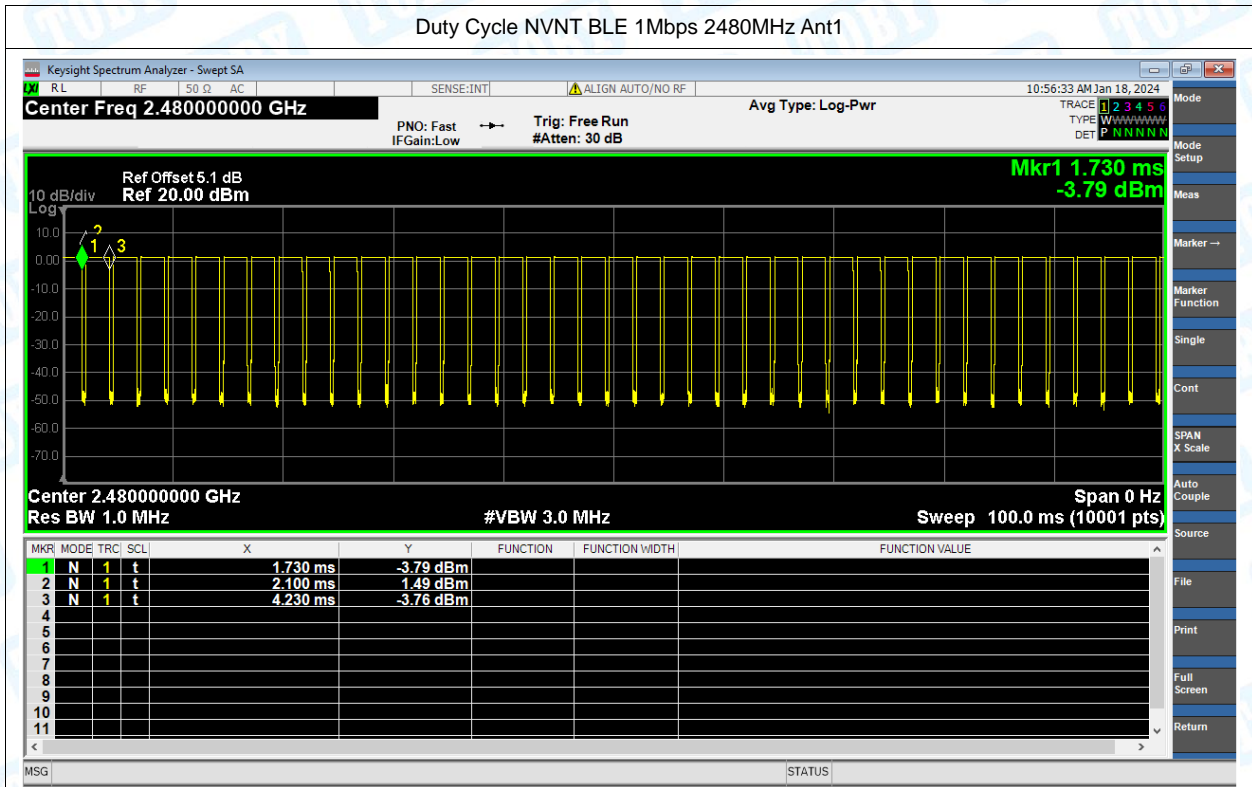 Duty Cycle NVNT BLE 1Mbps 2480MHz Ant1
Keysight Spectrum Analyzer - Swept SA
LXI RL RF 50 Ω AC SENSE:INT ALIGN AUTO/NO RF 10:56:33 AM Jan 18, 2024
Center Freq 2.480000000 GHz
PNO: Fast
IFGain:Low
Trig: Free Run
#Atten: 30 dB
Avg Type: Log-Pwr
TRACE 1 2 3 4 5 6
TYPE WWWWWWW
DET P N N N N N
Mode
Mode Setup
Meas
Marker→
Marker Function
Single
Cont
SPAN X Scale
Auto Couple
Source
File
Print
Full Screen
Return
Ref Offset 5.1 dB
10 dB/div Ref 20.00 dBm
Log
Mkr1 1.730 ms
-3.79 dBm
10.0
0.00
-10.0
-20.0
-30.0
-40.0
-50.0
-60.0
-70.0
2
1
3
Center 2.480000000 GHz Span 0 Hz
Res BW 1.0 MHz #VBW 3.0 MHz Sweep 100.0 ms (10001 pts)
MKR MODE TRC SCL X Y FUNCTION FUNCTION WIDTH FUNCTION VALUE
1 N 1 t 1.730 ms -3.79 dBm
2 N 1 t 2.100 ms 1.49 dBm
3 N 1 t 4.230 ms -3.76 dBm
4
5
6
7
8
9
10
11
MSG STATUS
TOBY